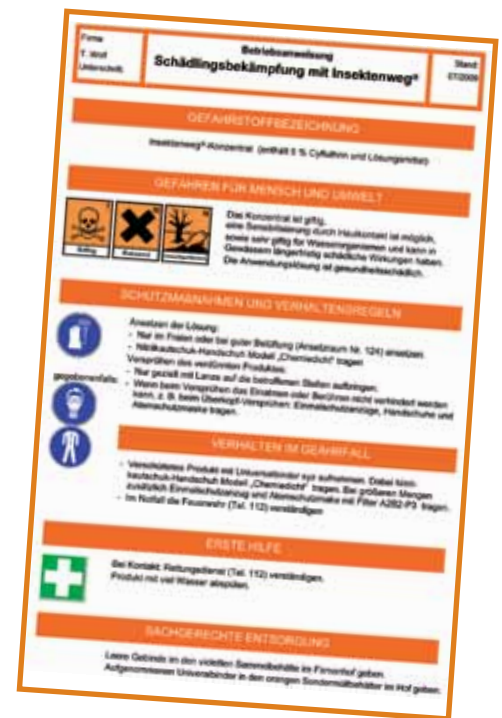 Firma
T. Wolf
Unterschrift:
Betriebsanweisung
Schädlingsbekämpfung mit Insektenweg®
Stand:
07/2009
GEFAHRSTOFFBEZEICHNUNG
Insektenweg®-Konzentrat (enthält 5 % Cyfluthrin und Lösungsmittel)
GEFAHREN FÜR MENSCH UND UMWELT
Giftig
Reizend
Das Konzentrat ist giftig,
eine Sensibilisierung durch Hautkontakt ist möglich,
sowie sehr giftig für Wasserorganismen und kann in
Gewässern längerfristig schädliche Wirkungen haben.
Die Anwendungslösung ist gesundheitsschädlich.
SCHUTZMAßNAHMEN UND VERHALTENSREGELN
Ansetzen der Lösung:
- Nur im Freien oder bei guter Belüftung (Ansetzraum Nr. 124) ansetzen
- Nitrilkautschuk-Handschuh Modell „Chemiedicht“ tragen
Versprühen des verdünnten Produktes:
- Nur gezielt mit Lanze auf die betroffenen Stellen aufbringen.
- Wenn beim Versprühen das Einatmen oder Berühren nicht verhindert werden
kann, z. B. beim Überkopf-Versprühen: Einmalschutzanzüge, Handschuhe und
Atemschutzmaske tragen.
gegebenenfalls:
VERHALTEN IM GEFAHRFALL
- Verschüttetes Produkt mit Universalbinder xyz aufnehmen. Dabei
kautschuk-Handschuh Modell „Chemiedicht“ tragen. Bei größeren Mengen
zusätzlich Einmalschutzanzug und Atemschutzmaske mit Filter A2B2-P3 tragen.
- Im Notfall die Feuerwehr (Tel. 112) verständigen
ERSTE HILFE
Bei Kontakt: Rettungsdienst (Tel. 112) verständigen.
Produkt mit viel Wasser abspülen.
SACHGERECHTE ENTSORGUNG
Leere Gebinde in den violetten Sammelbehälter im Farbenhof geben.
Aufgenommenen Universalbinder in den orangen Sondermüllbehälter im Hof geben.